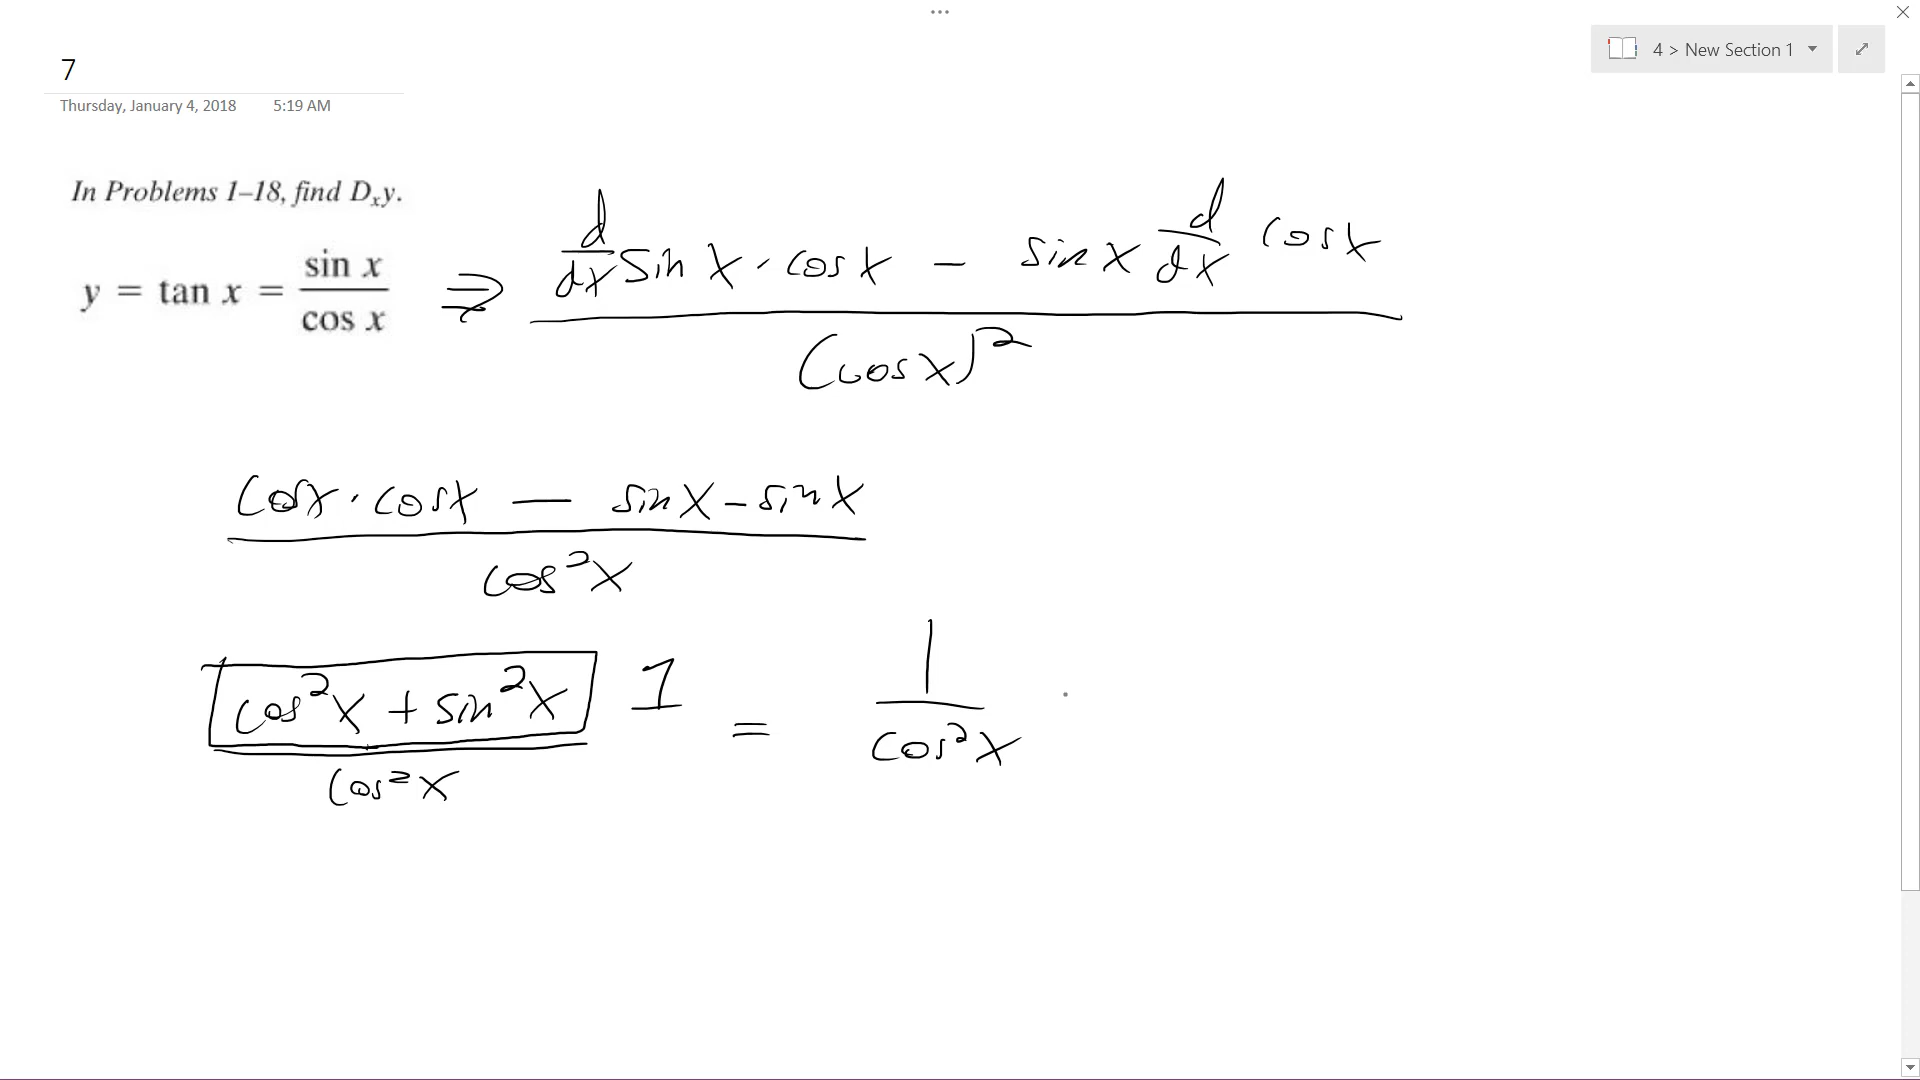 ...
4 > New Section 1
7
Thursday, January 4, 2018 5:19 AM
In Problems 1–18, find Dₓy.
y = tan x = sin x / cos x ⇒ (d/dx sin x · cos x − sin x d/dx cos x) / (cos x)²
(cos x · cos x — sin x − sin x) / cos²x
(cos²x + sin²x) / cos²x 1 = 1 / cos²x